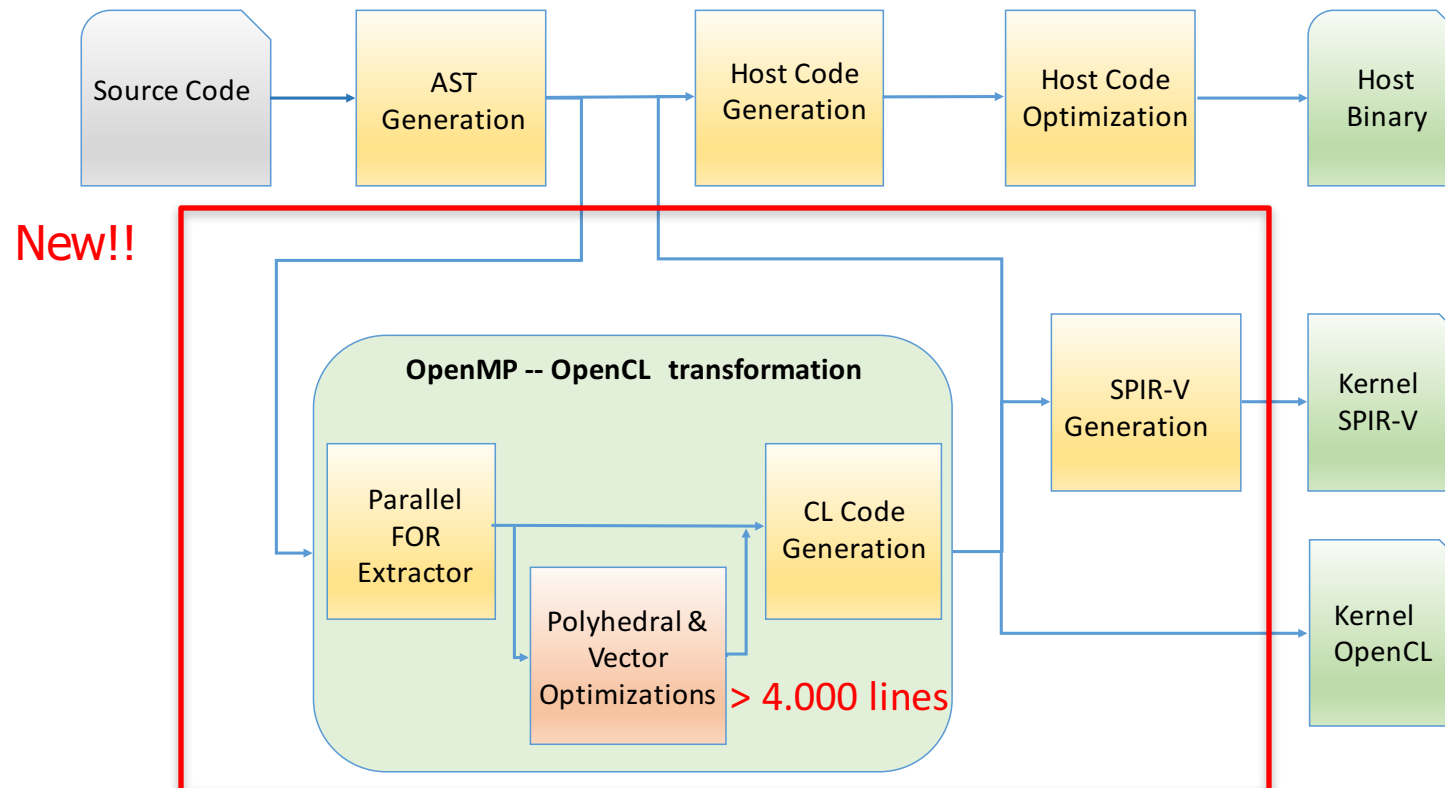 Source Code
AST
Generation
Host Code
Generation
Host Code
Optimization
Host
Binary
New!!
OpenMP -- OpenCL transformation
Parallel
FOR
Extractor
Polyhedral &
Vector
Optimizations
> 4.000 lines
CL Code
Generation
SPIR-V
Generation
Kernel
SPIR-V
Kernel
OpenCL